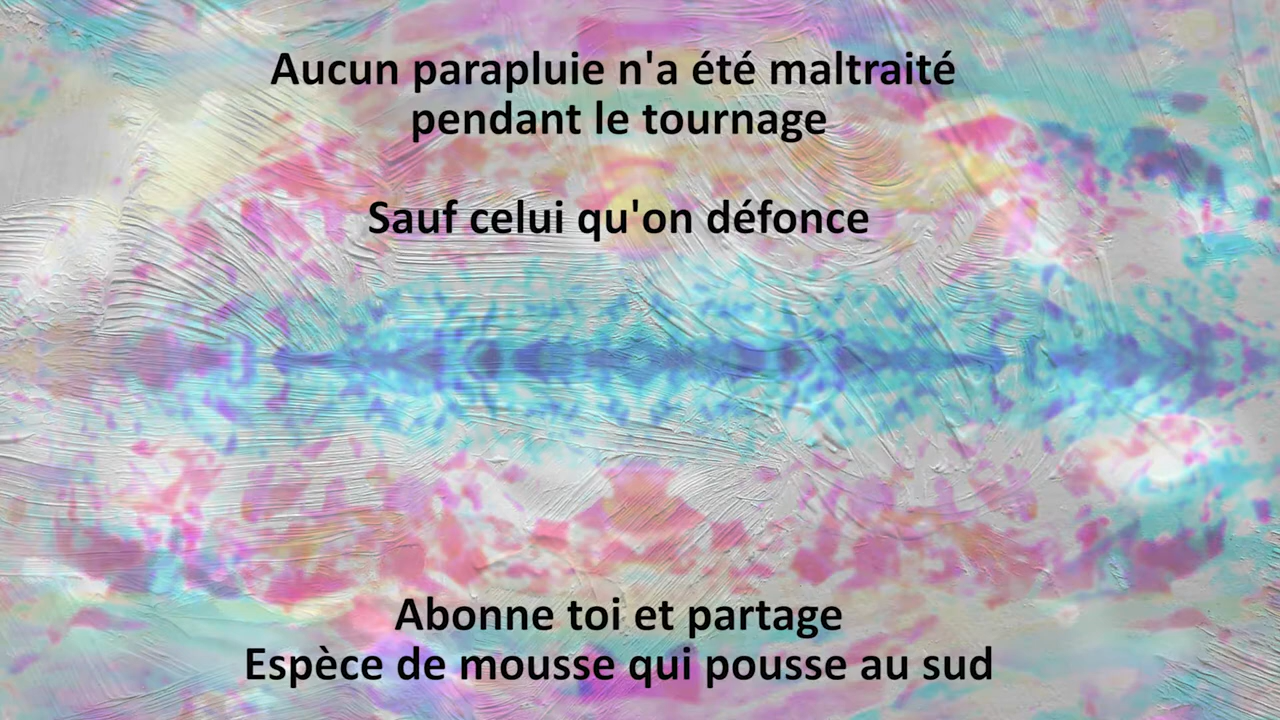 Aucun parapluie n'a été maltraité
pendant le tournage
Sauf celui qu'on défonce
Abonne toi et partage
Espèce de mousse qui pousse au sud